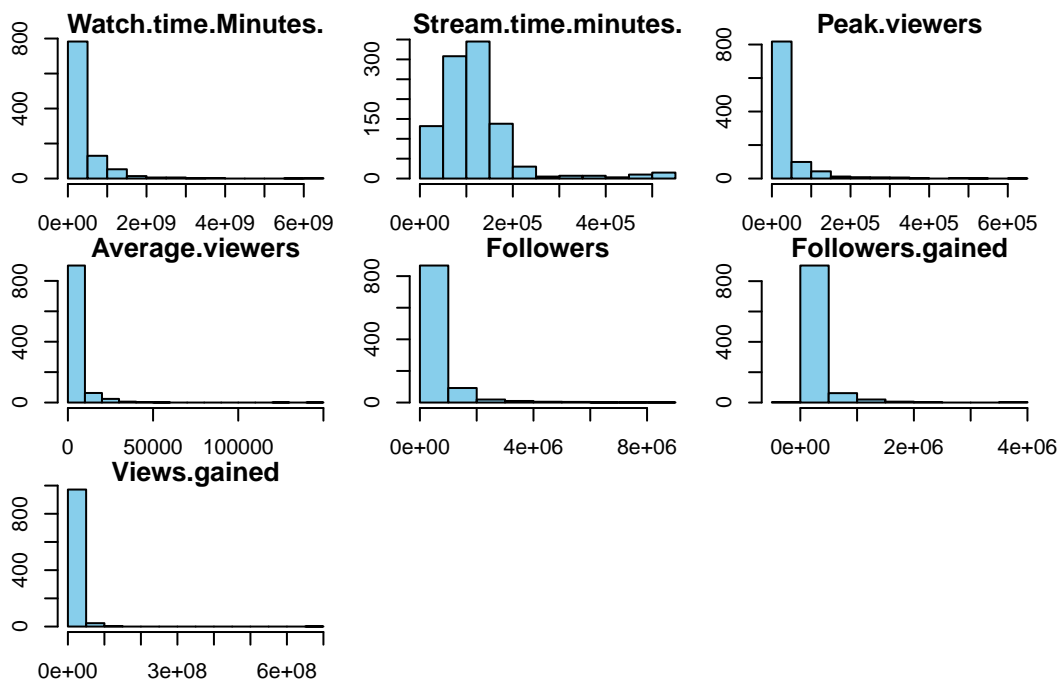 Watch.time.Minutes.
800
400
0
0e+00 2e+09 4e+09 6e+09
Stream.time.minutes.
300
150
0
0e+00 2e+05 4e+05
Peak.viewers
800
400
0
0e+00 2e+05 4e+05 6e+05
Average.viewers
800
400
0
0 50000 100000
Followers
800
400
0
0e+00 4e+06 8e+06
Followers.gained
800
400
0
0e+00 2e+06 4e+06
Views.gained
800
400
0
0e+00 3e+08 6e+08